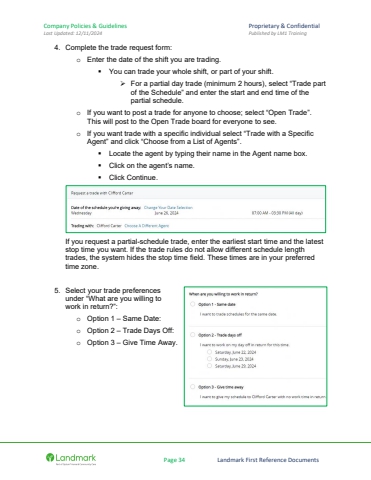 Company Policies & Guidelines
Proprietary & Confidential
Last Updated: 12/11/2024
Published by LMS Training
4. Complete the trade request form:
o Enter the date of the shift you are trading.
▪ You can trade your whole shift, or part of your shift.
➢ For a partial day trade (minimum 2 hours), select “Trade part
of the Schedule” and enter the start and end time of the
partial schedule.
o If you want to post a trade for anyone to choose; select “Open Trade”.
This will post to the Open Trade board for everyone to see.
o If you want trade with a specific individual select “Trade with a Specific
Agent” and click “Choose from a List of Agents”.
▪ Locate the agent by typing their name in the Agent name box.
▪ Click on the agent’s name.
▪ Click Continue.
Request a trade with Clifford Carter
Date of the schedule you're giving away Change Your Date Selection
Wednesday June 26, 2024 07:00 AM - 03:30 PM (All day)
Trading with: Clifford Carter Choose A Different Agent
If you request a partial-schedule trade, enter the earliest start time and the latest
stop time you want. If the trade rules do not allow different schedule length
trades, the system hides the stop time field. These times are in your preferred
time zone.
5. Select your trade preferences
under “What are you willing to
work in return?”:
o Option 1 – Same Date:
o Option 2 – Trade Days Off:
o Option 3 – Give Time Away.
When are you willing to work in return?
Option 1 - Same date
I want to trade schedules for the same date.
Option 2 - Trade days off
I want to work on my day off in return for this time.
Saturday, June 22, 2024
Sunday, June 23, 2024
Saturday, June 29, 2024
Option 3 - Give time away
I want to give my schedule to Clifford Carter with no work time in return
Landmark
Page 34
Landmark First Reference Documents